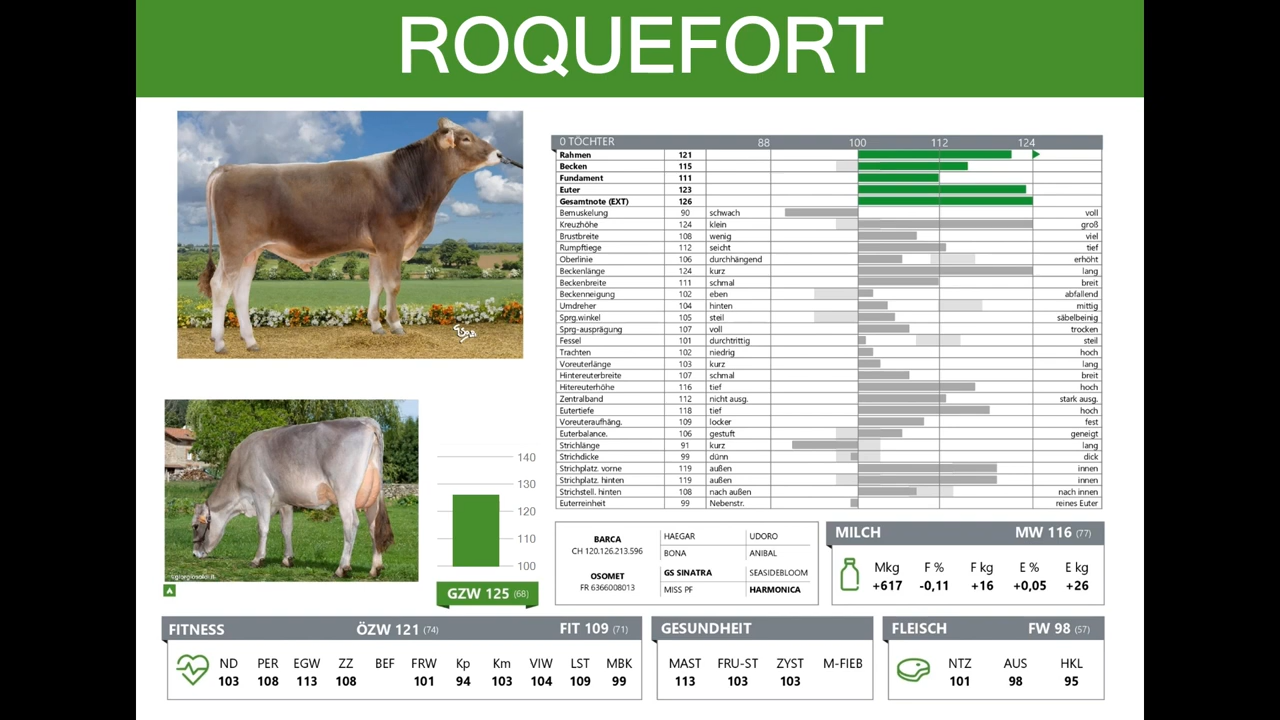 ROQUEFORT
0 TÖCHTER 88 100 112 124
Rahmen 121
Becken 115
Fundament 111
Euter 123
Gesamtnote (EXT) 126
Bemuskelung 90 schwach voll
Kreuzhöhe 124 klein groß
Brustbreite 108 wenig viel
Rumpftiege 112 seicht tief
Oberlinie 106 durchhängend erhöht
Beckenlänge 124 kurz lang
Beckenbreite 111 schmal breit
Beckenneigung 102 eben abfallend
Umdreher 104 hinten mittig
Sprg.winkel 105 steil säbelbeinig
Sprg-ausprägung 107 voll trocken
Fessel 101 durchtrittig steil
Trachten 102 niedrig hoch
Voreuterlänge 103 kurz lang
Hintereuterbreite 107 schmal breit
Hitereuterhöhe 116 tief hoch
Zentralband 112 nicht ausg. stark ausg.
Eutertiefe 118 tief hoch
Voreuteraufhäng. 109 locker fest
Euterbalance. 106 gestuft geneigt
Strichlänge 91 kurz lang
Strichdicke 99 dünn dick
Strichplatz. vorne 119 außen innen
Strichplatz. hinten 119 außen innen
Strichstell. hinten 108 nach außen nach innen
Euterreinheit 99 Nebenstr. reines Euter
140
130
120
110
100
GZW 125 (68)
©giorgiosoldi.it
BARCA
CH 120.126.213.596
OSOMET
FR 6366008013
HAEGAR UDORO
BONA ANIBAL
GS SINATRA SEASIDEBLOOM
MISS PF HARMONICA
MILCH MW 116 (77)
Mkg F % F kg E % E kg
+617 -0,11 +16 +0,05 +26
FITNESS ÖZW 121 (74) FIT 109 (71)
ND PER EGW ZZ BEF FRW Kp Km VIW LST MBK
103 108 113 108 101 94 103 104 109 99
GESUNDHEIT
MAST FRU-ST ZYST M-FIEB
113 103 103
FLEISCH FW 98 (57)
NTZ AUS HKL
101 98 95